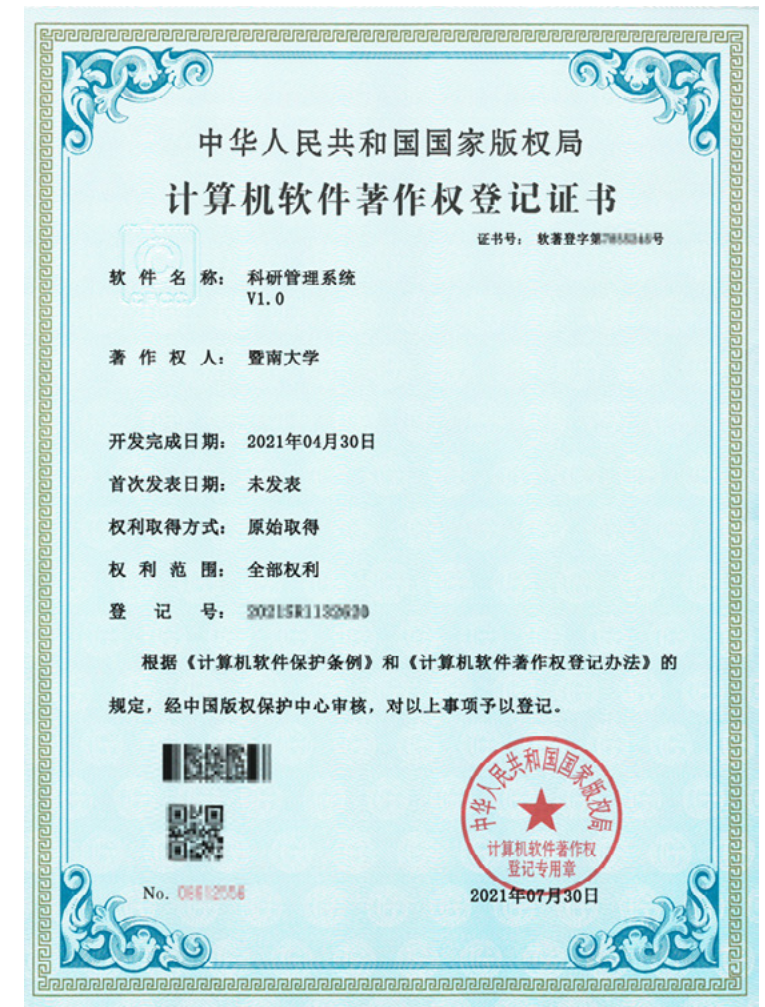 中华人民共和国国家版权局
计算机软件著作权登记证书
证书号： 软著登字第号
软件名称： 科研管理系统
V1.0
著作权人： 暨南大学
开发完成日期： 2021年04月30日
首次发表日期： 未发表
权利取得方式： 原始取得
权利范围： 全部权利
登记号：
根据《计算机软件保护条例》和《计算机软件著作权登记办法》的
规定，经中国版权保护中心审核，对以上事项予以登记。
中华人民共和国国家版权局
计算机软件著作权
登记专用章
No.
2021年07月30日